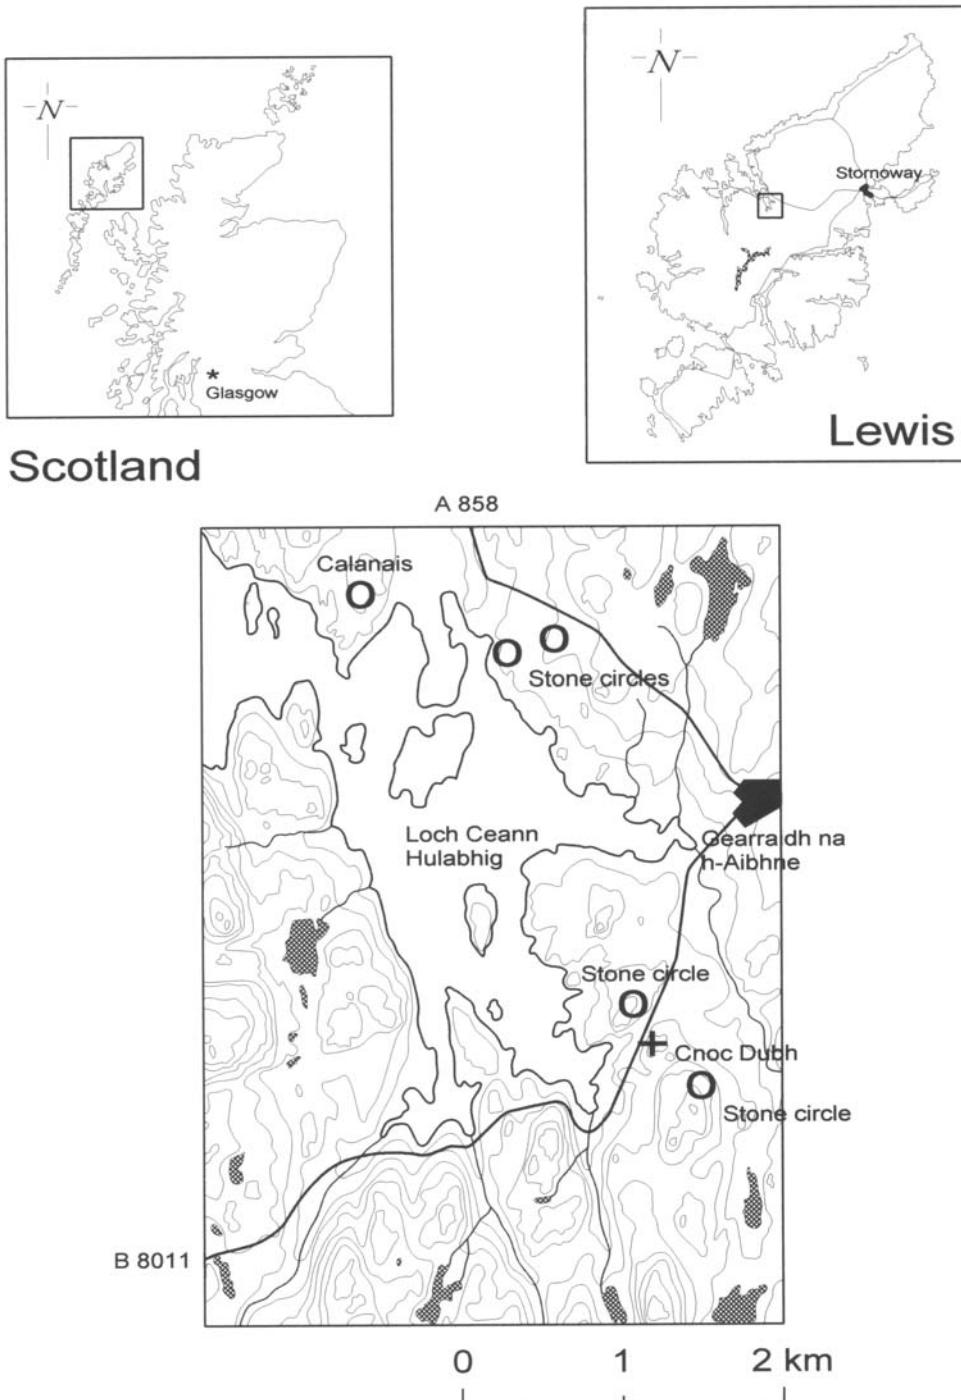 N
N
Stornoway
*
Glasgow
Lewis
Scotland
A 858
Calanais
Stone circles
Loch Ceann
Hulabhig
Gearraidh na
h-Aibhne
Stone circle
Cnoc Dubh
Stone circle
B 8011
0 1 2 km